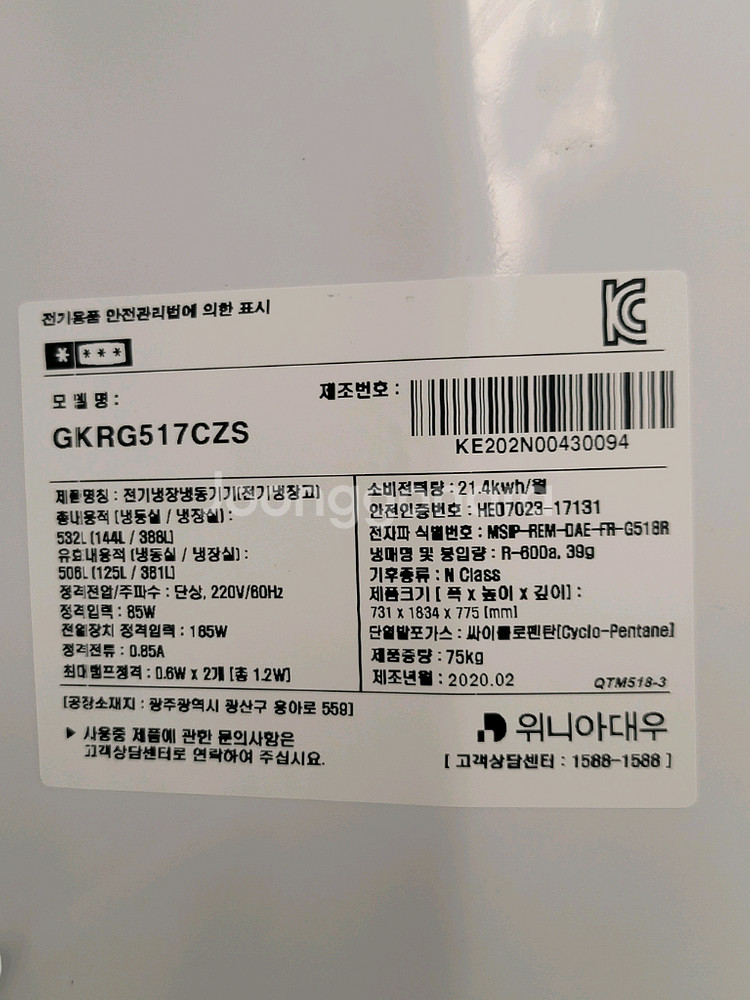 전기용품 안전관리법에 의한 표시
모 델 명 :
GKRG517CZS
제조번호 :
KE202N00430094
제품명칭 : 전기냉장냉동기기(전기냉장고)
총내용적 (냉동실 / 냉장실) :
532L (144L / 388L)
유효내용적 (냉동실 / 냉장실) :
506L (125L / 381L)
정격전압/주파수 : 단상, 220V/60Hz
정격입력 : 85W
전열장치 정격입력 : 165W
정격전류 : 0.85A
최대램프정격 : 0.6W x 2개 [총 1.2W]
소비전력량 : 21.4kwh/월
안전인증번호 : HE07023-17131
전자파 식별번호 : MSIP-REM-DAE-FR-G518R
냉매명 및 봉입량 : R-600a, 39g
기후종류 : N Class
제품크기 [ 폭 x 높이 x 깊이] :
731 x 1834 x 775 [mm]
단열발포가스 : 싸이클로펜탄[Cyclo-Pentane]
제품중량 : 75kg
제조년월 : 2020.02
QTM518-3
[공장소재지 : 광주광역시 광산구 용아로 559]
▶ 사용중 제품에 관한 문의사항은
고객상담센터로 연락하여 주십시요.
위니아대우
[ 고객상담센터 : 1588-1588 ]